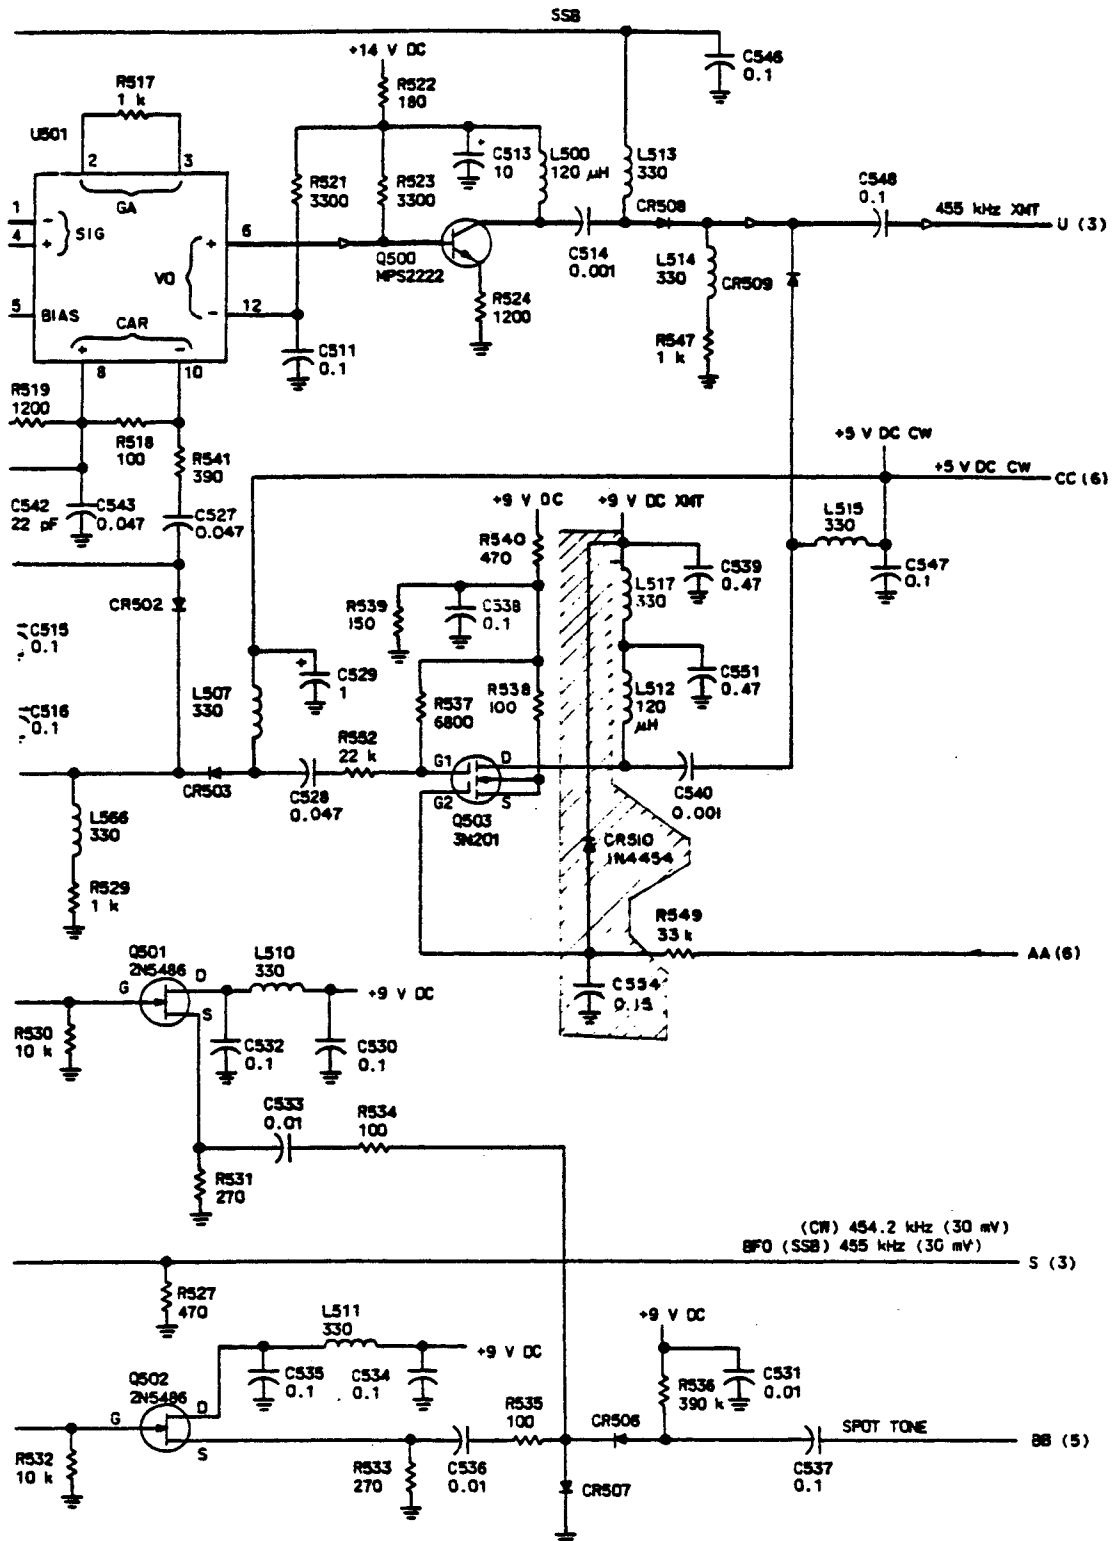 SSB
+14 V DC
C546
0.1
R517
1 k
R522
180
U501
2
3
GA
C513
10
L500
120 µH
L513
330
C548
0.1
R521
3300
R523
3300
CR508
455 kHz XMT
U (3)
1
4
SIG
6
VO
Q500
MPS2222
C514
0.001
L514
330
CR509
5
BIAS
CAR
12
R524
1200
C511
0.1
R547
1 k
8
10
R519
1200
R518
100
R541
390
+5 V DC CW
+5 V DC CW
CC (6)
C542
22 pF
C543
0.047
C527
0.047
+9 V DC
+9 V DC XMT
L515
330
R540
470
C539
0.47
C547
0.1
L517
330
CR502
R539
150
C538
0.1
C515
0.1
C529
1
C551
0.47
L507
330
R537
6800
R538
100
L512
120
µH
C516
0.1
R552
22 k
G1
D
G2
S
CR503
C528
0.047
Q503
3N201
C540
0.001
L566
330
CR510
1N4454
R529
1 k
R549
33 k
AA (6)
Q501
2N5486
L510
330
D
G
S
+9 V DC
C554
0.15
R530
10 k
C532
0.1
C530
0.1
C533
0.01
R534
100
R531
270
(CW) 454.2 kHz (30 mV)
BFO (SSB) 455 kHz (30 mV)
S (3)
R527
470
L511
330
+9 V DC
+9 V DC
C535
0.1
C534
0.1
C531
0.01
Q502
2N5486
D
G
S
R535
100
R536
390 k
CR506
SPOT TONE
BB (5)
R532
10 k
R533
270
C536
0.01
C537
0.1
CR507